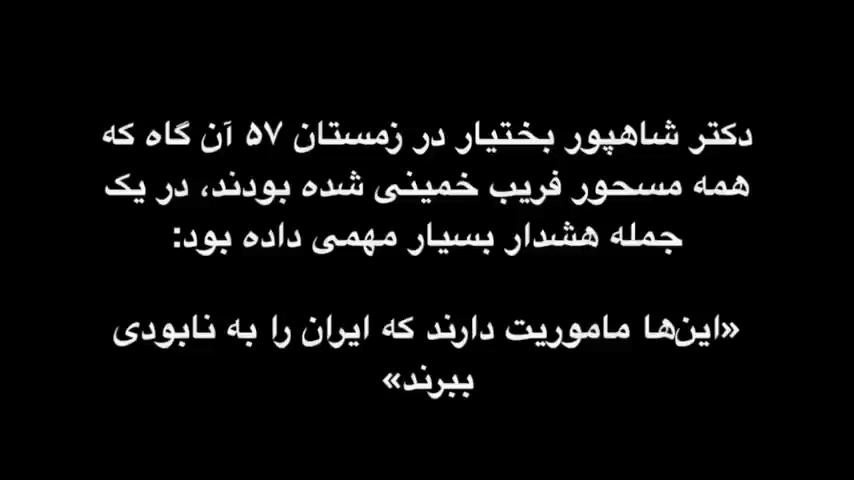 دکتر شاهپور بختیار در زمستان ۵۷ آن گاه که
همه مسحور فریب خمینی شده بودند، در یک
جمله هشدار بسیار مهمی داده بود:
«این‌ها ماموریت دارند که ایران را به نابودی
ببرند»